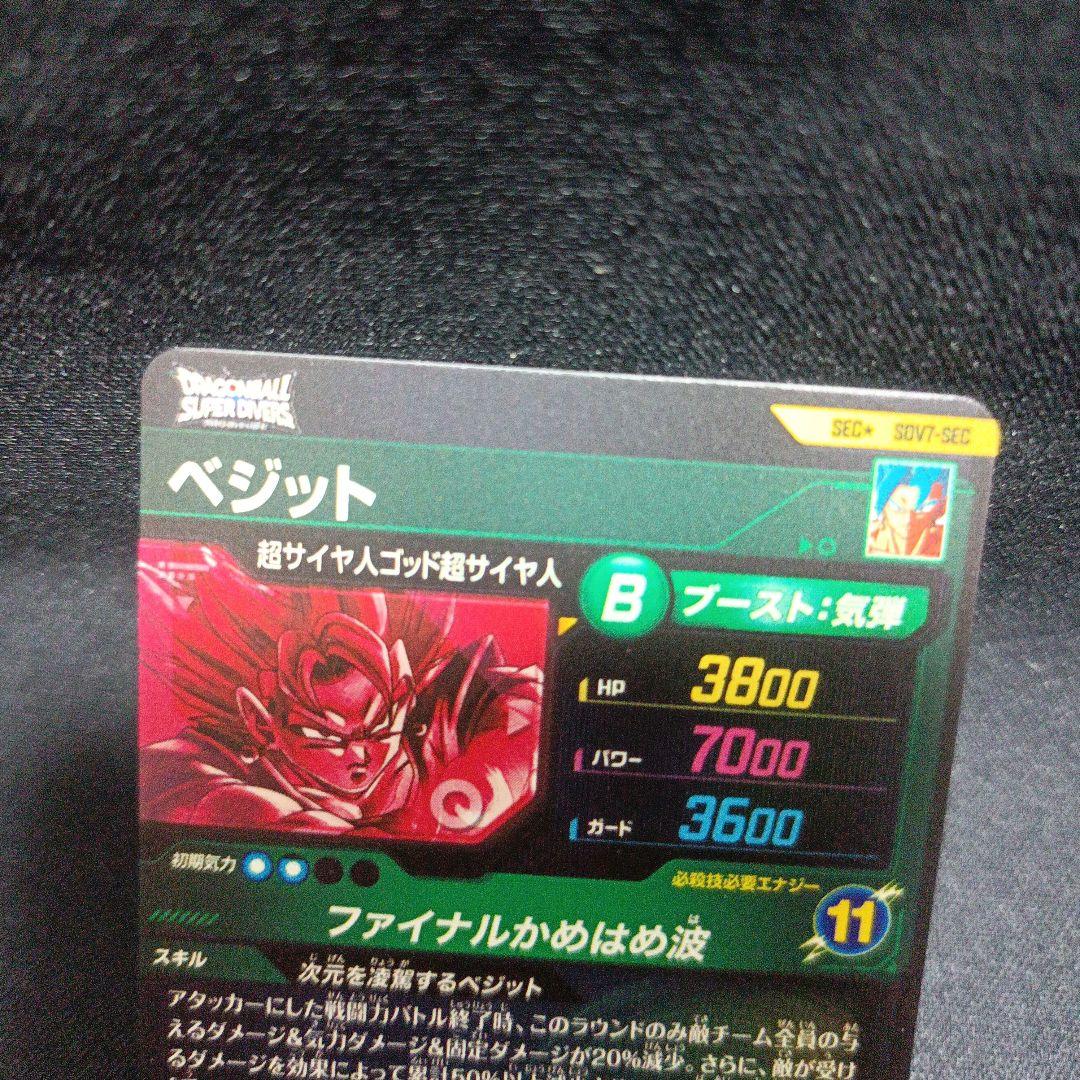 DRAGONBALL
SUPER DIVERS
SEC★ SDV7-SEC
ベジット
超サイヤ人ゴッド超サイヤ人
B ブースト:気弾
HP 3800
パワー 7000
ガード 3600
初期気力
必殺技必要エナジー
ファイナルかめはめ波 11
スキル
次元を凌駕するベジット
アタッカーにした戦闘力バトル終了時、このラウンドのみ敵チーム全員の与
えるダメージ&気力ダメージ&固定ダメージが20%減少。さらに、敵が受け
るダメージを効果によって累計50%以上